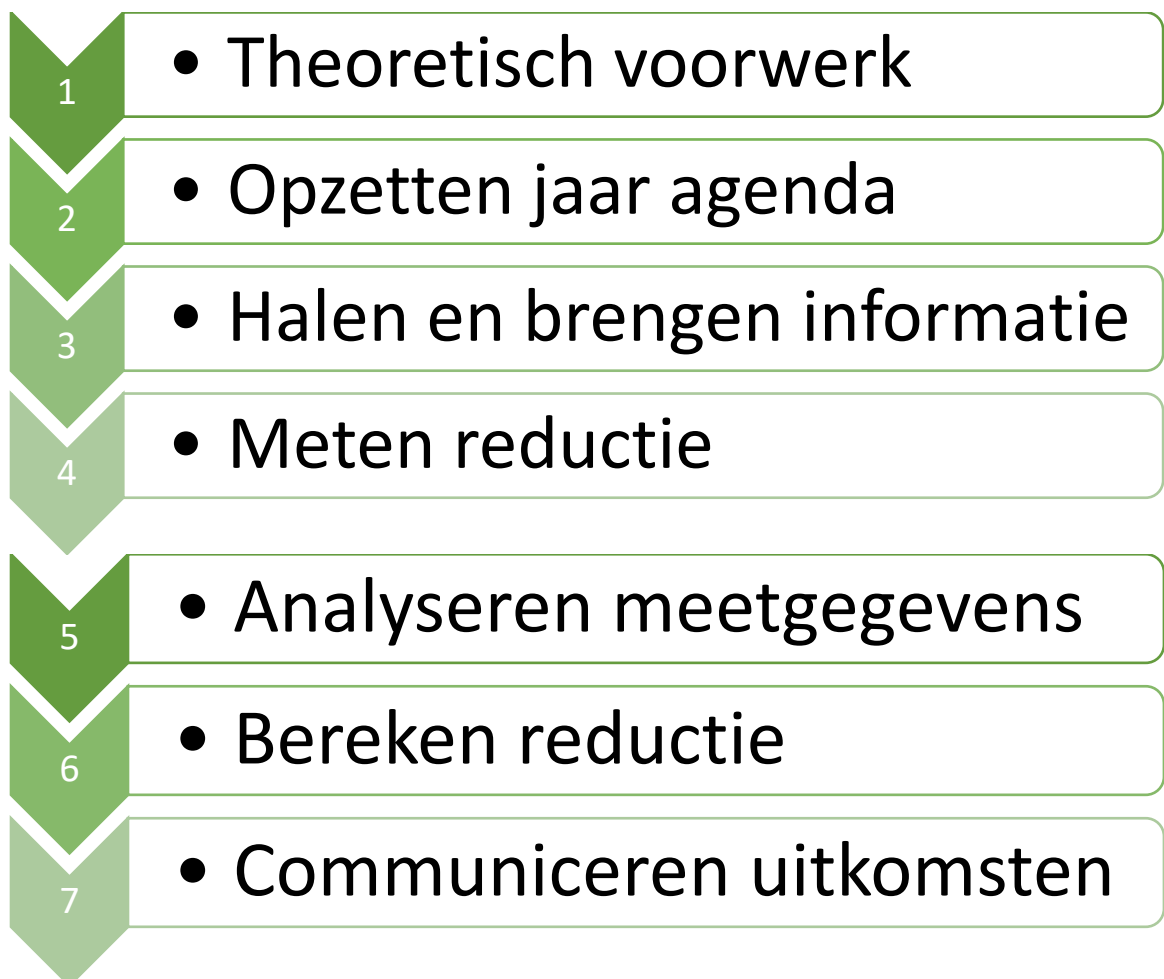 1 • Theoretisch voorwerk
2 • Opzetten jaar agenda
3 • Halen en brengen informatie
4 • Meten reductie
5 • Analyseren meetgegevens
6 • Bereken reductie
7 • Communiceren uitkomsten